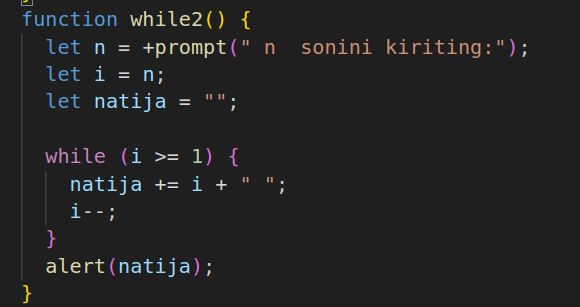 function while2() {
let n = +prompt(" n  sonini kiriting:");
let i = n;
let natija = "";
while (i >= 1) {
natija += i + " ";
i--;
}
alert(natija);
}